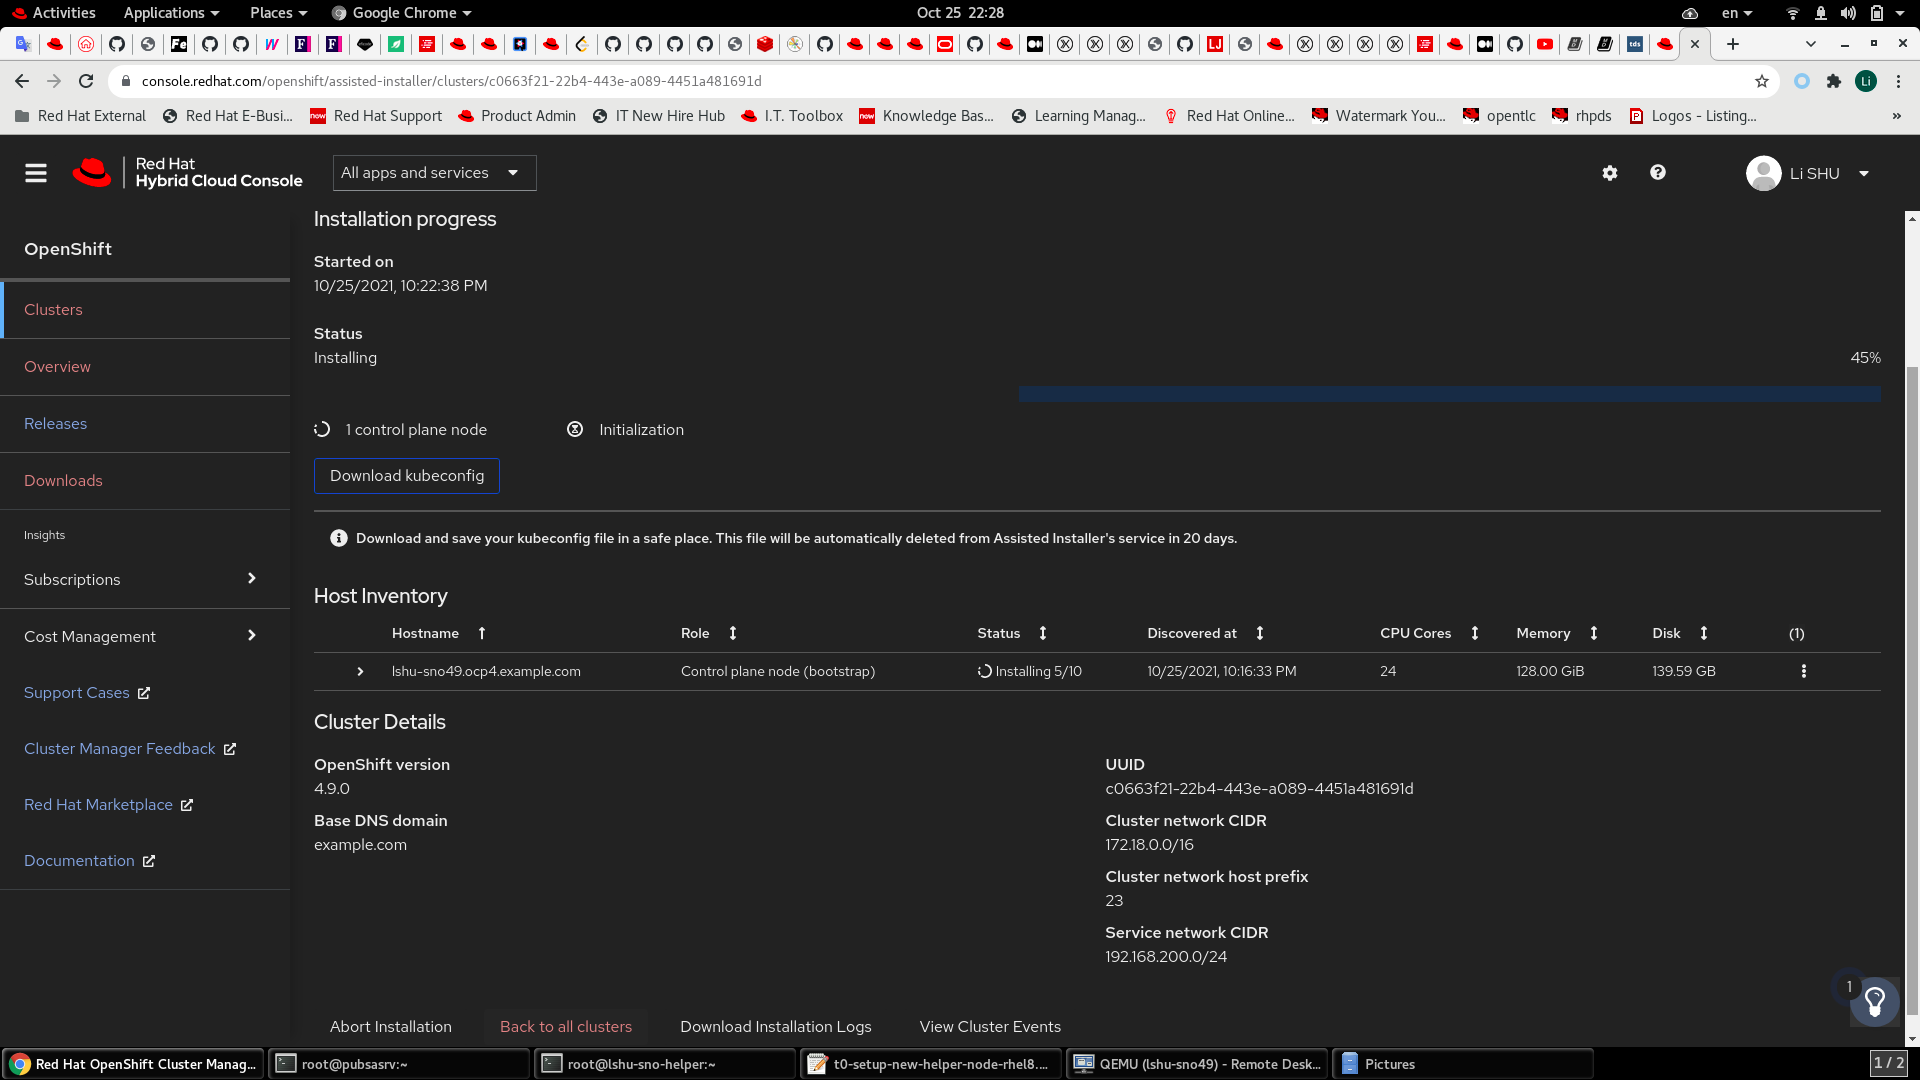 Activities Applications Places Google Chrome Oct 25 22:28 en
console.redhat.com/openshift/assisted-installer/clusters/c0663f21-22b4-443e-a089-4451a481691d Li
Red Hat External Red Hat E-Busi... Red Hat Support Product Admin IT New Hire Hub I.T. Toolbox Knowledge Bas... Learning Manag... Red Hat Online... Watermark You... opentlc rhpds Logos - Listing... »
Red Hat
Hybrid Cloud Console
All apps and services
Li SHU
OpenShift
Clusters
Overview
Releases
Downloads
Insights
Subscriptions
Cost Management
Support Cases
Cluster Manager Feedback
Red Hat Marketplace
Documentation
Installation progress
Started on
10/25/2021, 10:22:38 PM
Status
Installing 45%
1 control plane node Initialization
Download kubeconfig
Download and save your kubeconfig file in a safe place. This file will be automatically deleted from Assisted Installer's service in 20 days.
Host Inventory
Hostname Role Status Discovered at CPU Cores Memory Disk (1)
lshu-sno49.ocp4.example.com Control plane node (bootstrap) Installing 5/10 10/25/2021, 10:16:33 PM 24 128.00 GiB 139.59 GB
Cluster Details
OpenShift version
4.9.0
Base DNS domain
example.com
UUID
c0663f21-22b4-443e-a089-4451a481691d
Cluster network CIDR
172.18.0.0/16
Cluster network host prefix
23
Service network CIDR
192.168.200.0/24
1
Abort Installation Back to all clusters Download Installation Logs View Cluster Events
Red Hat OpenShift Cluster Manag... root@pubsasrv:~ root@lshu-sno-helper:~ t0-setup-new-helper-node-rhel8.... QEMU (lshu-sno49) - Remote Desk... Pictures 1 / 2